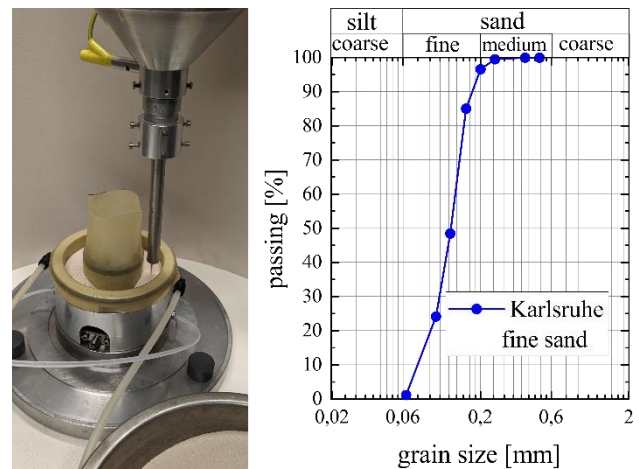 silt sand
coarse fine medium coarse
100
90
80
70
60
50
40
30
20
10
0
passing [%]
Karlsruhe
fine sand
0,02 0,06 0,2 0,6 2
grain size [mm]